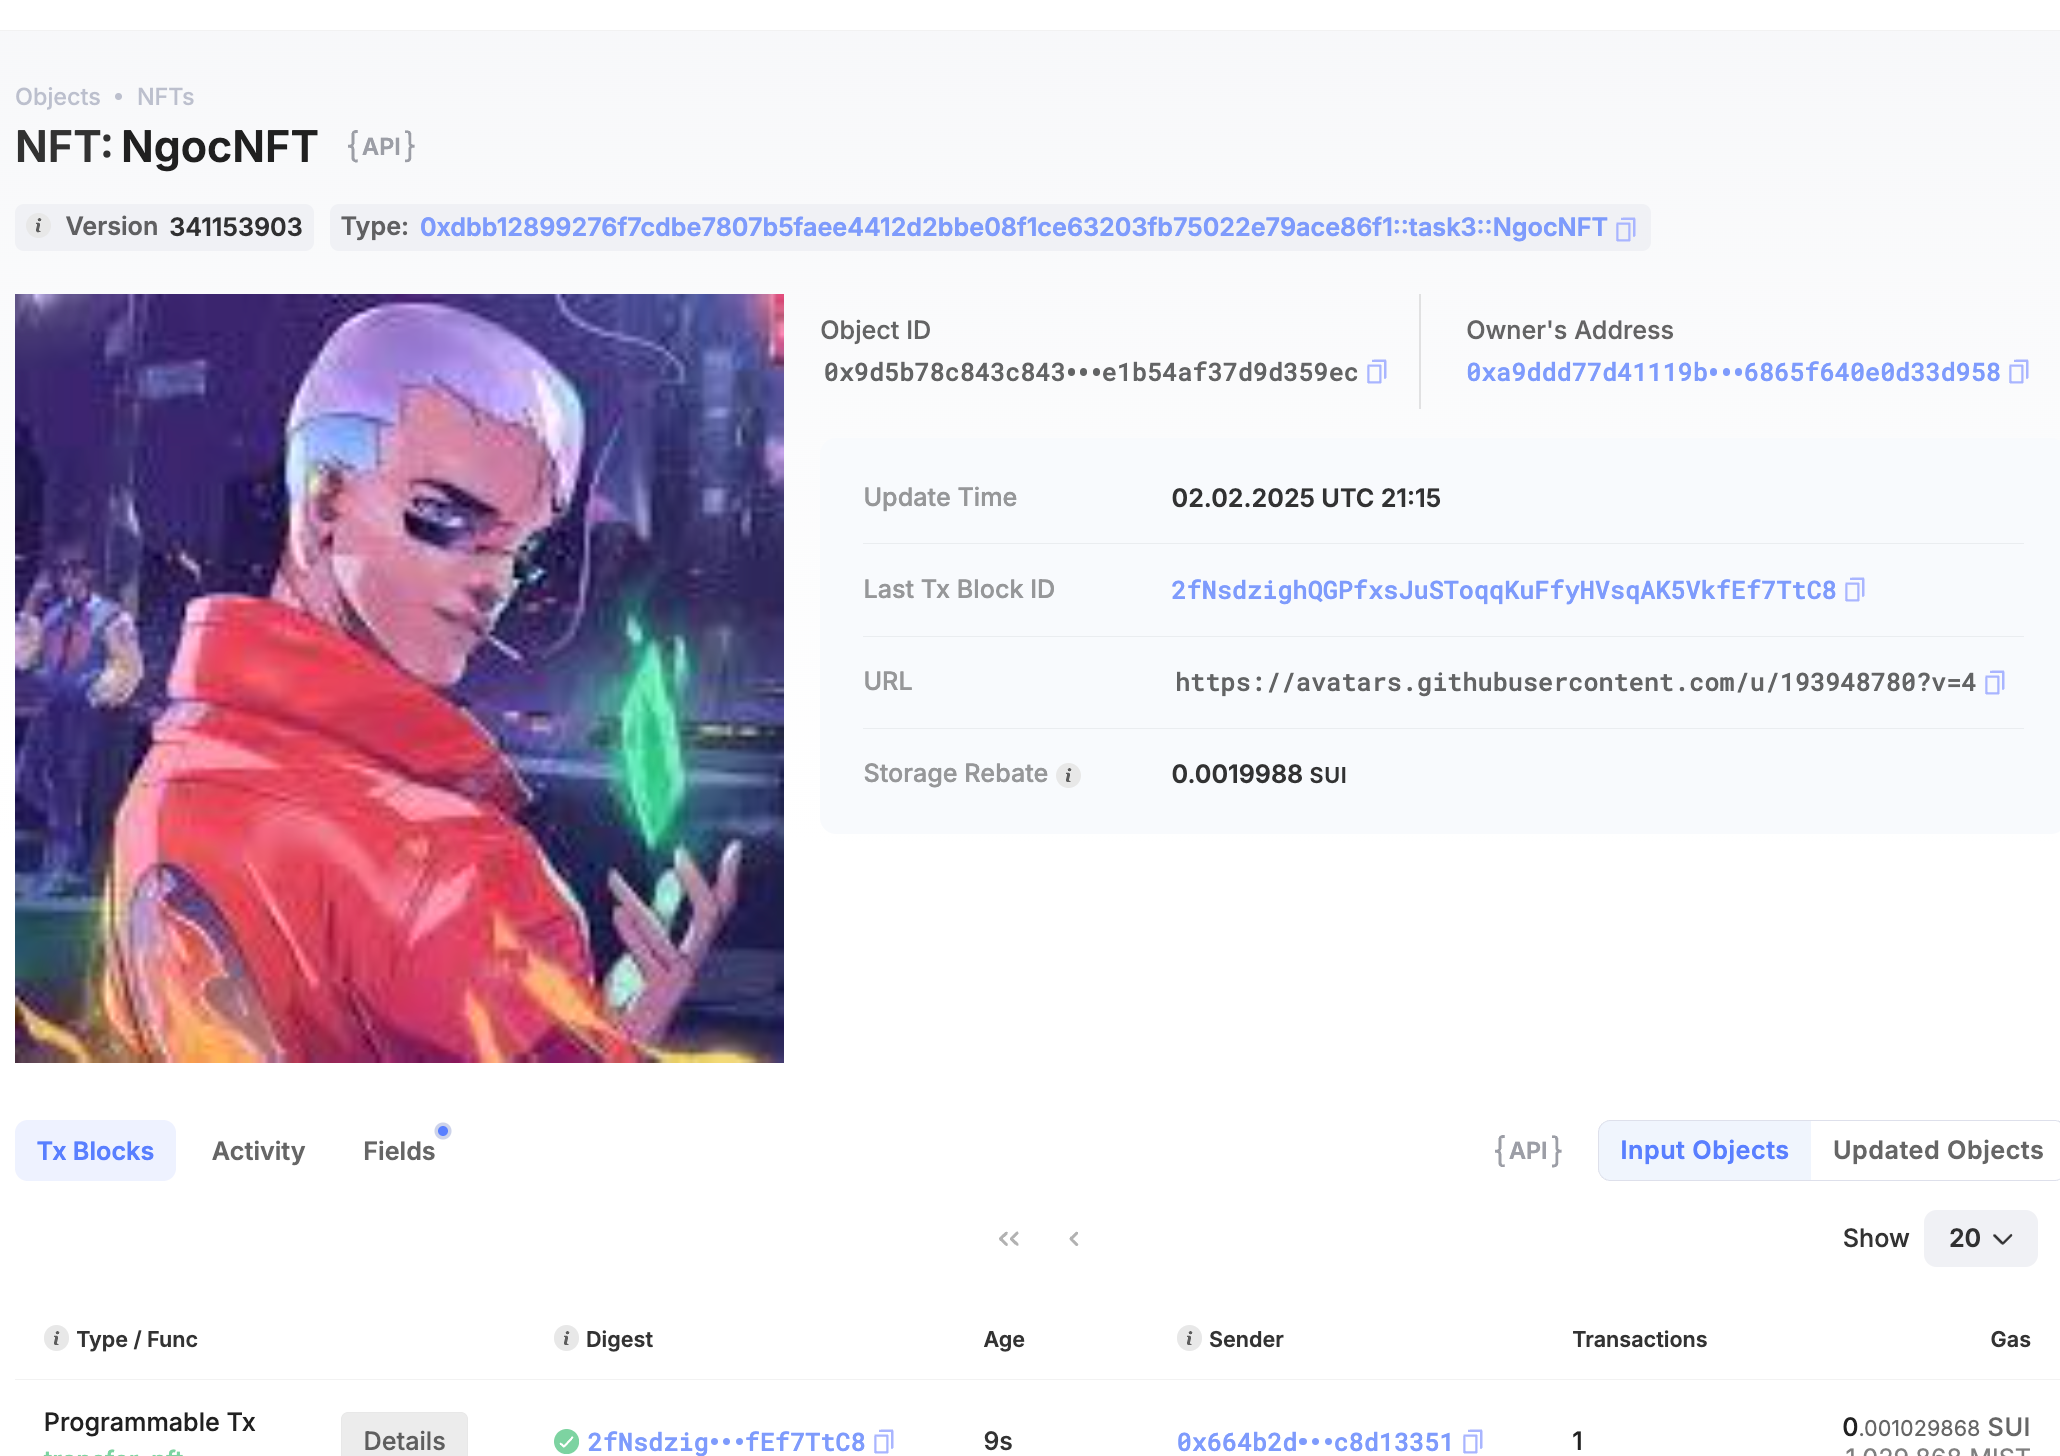 Objects • NFTs
NFT: NgocNFT {API}
Version 341153903 Type: 0xdbb12899276f7cdbe7807b5faee4412d2bbe08f1ce63203fb75022e79ace86f1::task3::NgocNFT
Object ID
0x9d5b78c843c843•••e1b54af37d9d359ec
Owner's Address
0xa9ddd77d41119b•••6865f640e0d33d958
Update Time 02.02.2025 UTC 21:15
Last Tx Block ID 2fNsdzighQGPfxsJuSToqqKuFfyHVsqAK5VkfEf7TtC8
URL https://avatars.githubusercontent.com/u/193948780?v=4
Storage Rebate 0.0019988 SUI
Tx Blocks Activity Fields {API} Input Objects Updated Objects
Show 20
Type / Func Digest Age Sender Transactions Gas
Programmable Tx Details 2fNsdzig•••fEf7TtC8 9s 0x664b2d•••c8d13351 1 0.001029868 SUI